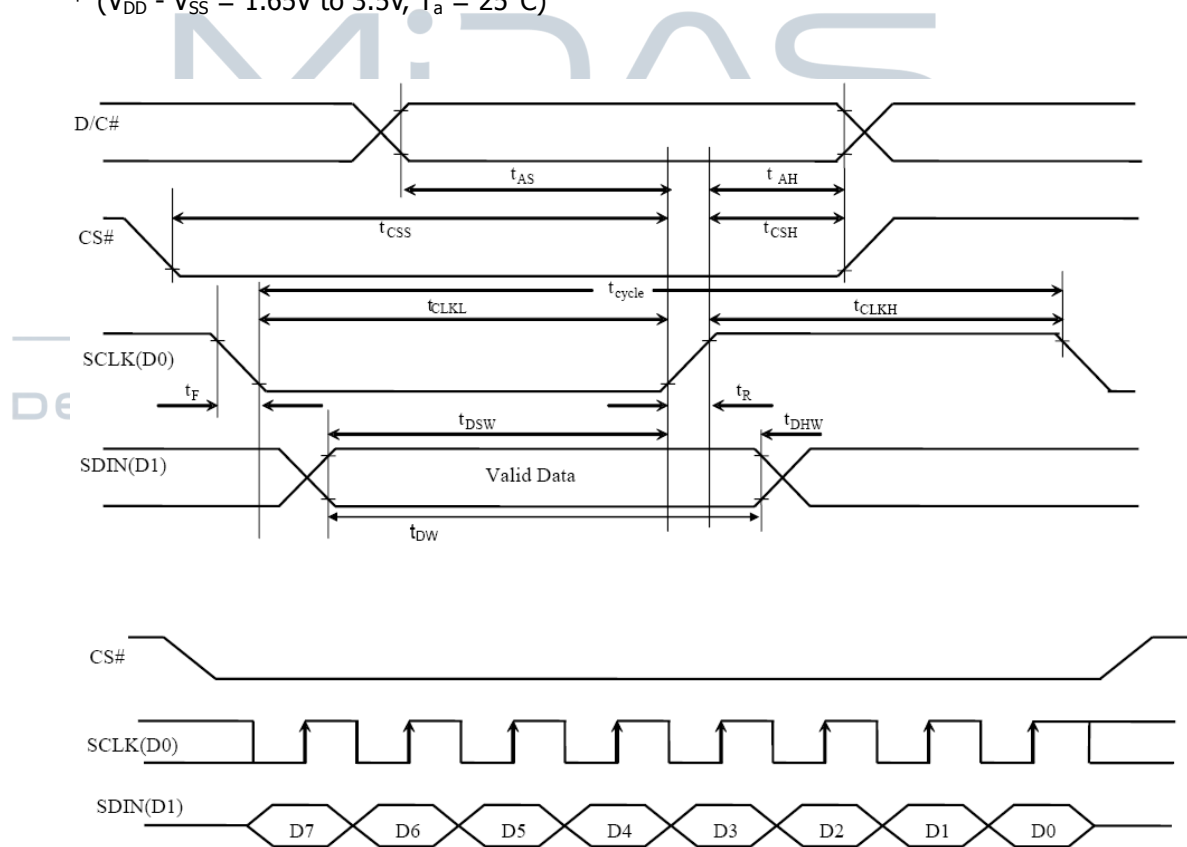 * (VDD - VSS = 1.65V to 3.5V, Ta = 25°C)
MiDAS
D/C#
tAS
t AH
tCSS
tCSH
CS#
tcycle
tCLKL
tCLKH
SCLK(D0)
tF
tR
tDSW
tDHW
SDIN(D1)
Valid Data
tDW
CS#
SCLK(D0)
SDIN(D1)
D7 D6 D5 D4 D3 D2 D1 D0